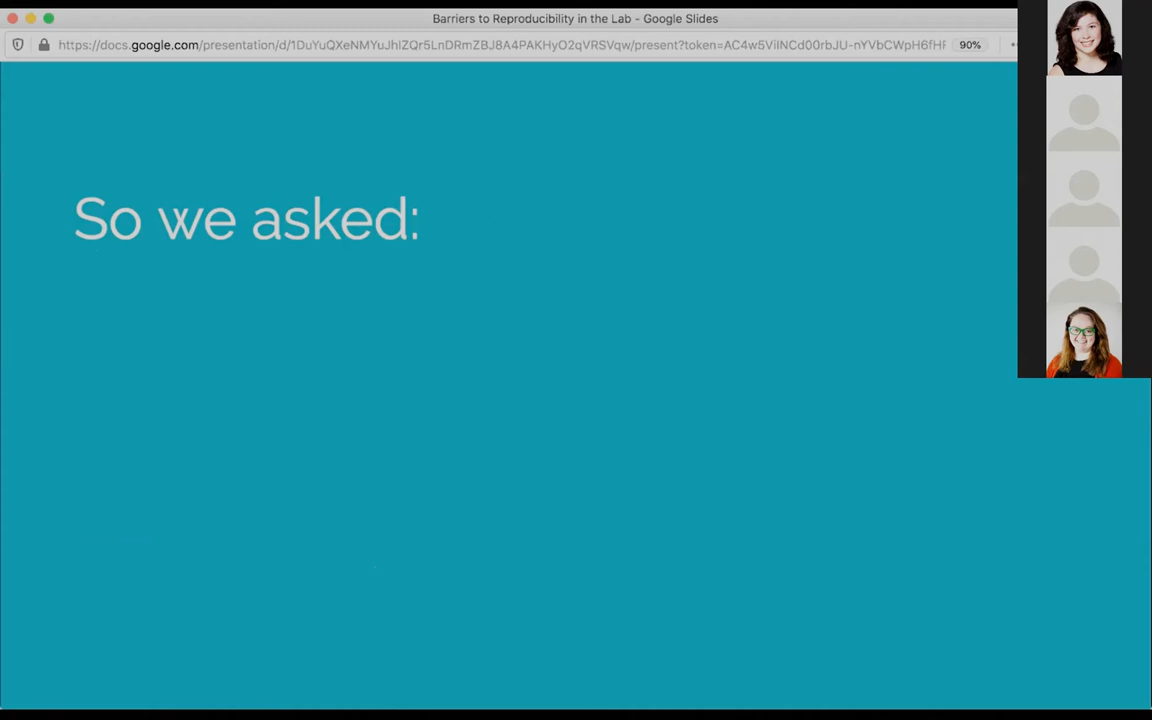 Barriers to Reproducibility in the Lab - Google Slides
90%
So we asked: